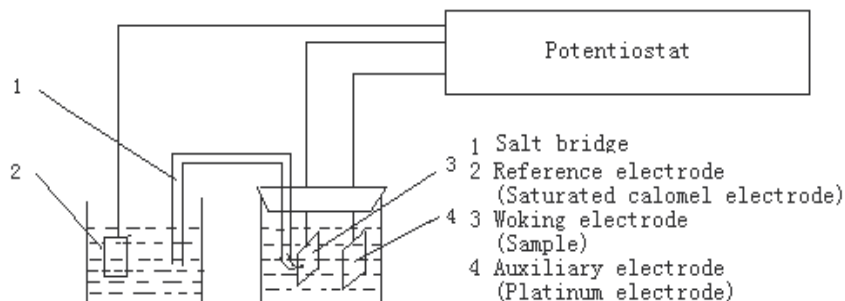 Potentiostat
1
2
3
4
1 Salt bridge
2 Reference electrode
(Saturated calomel electrode)
3 Woking electrode
(Sample)
4 Auxiliary electrode
(Platinum electrode)